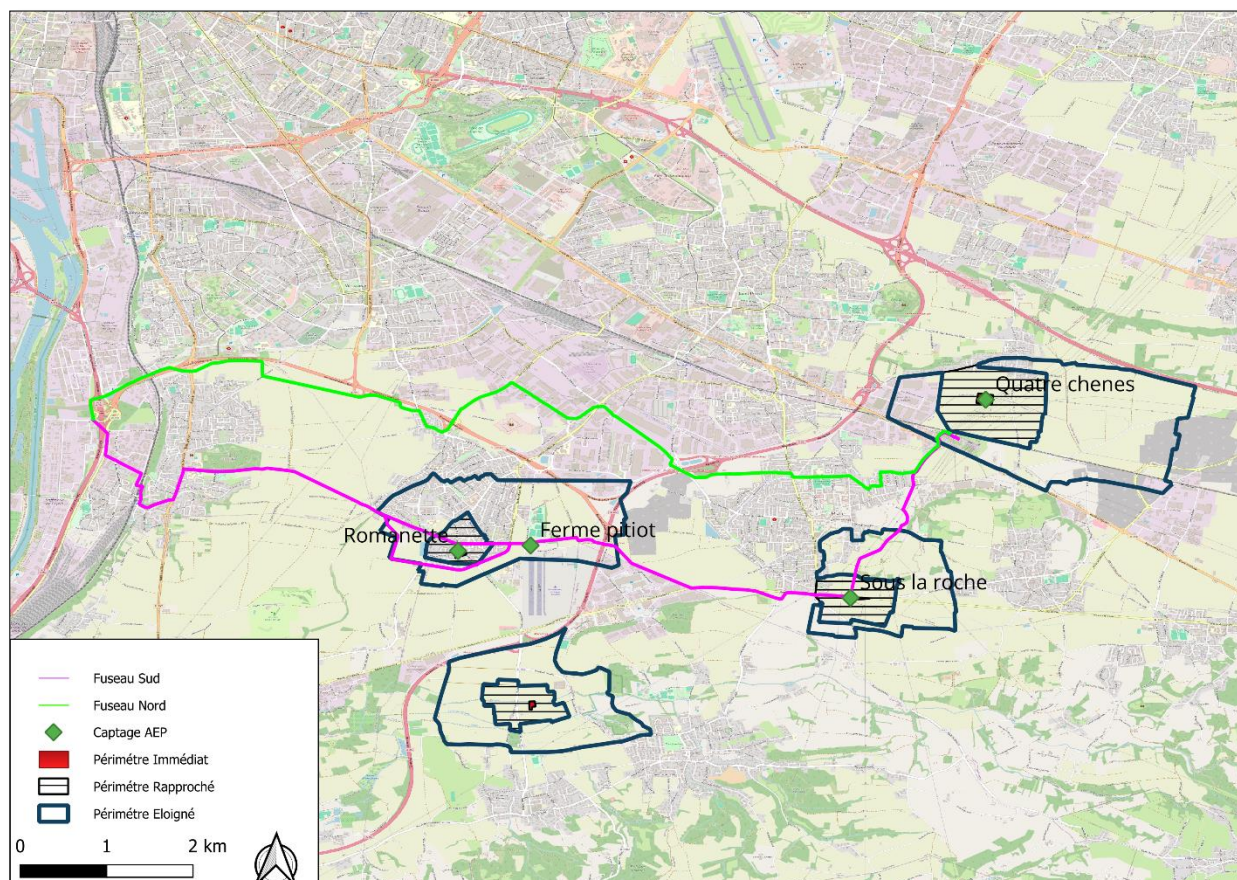 Quatre chenes
Ferme pitiot
Romanette
Sous la roche
Fuseau Sud
Fuseau Nord
Captage AEP
Périmétre Immédiat
Périmétre Rapproché
Périmétre Eloigné
0 1 2 km